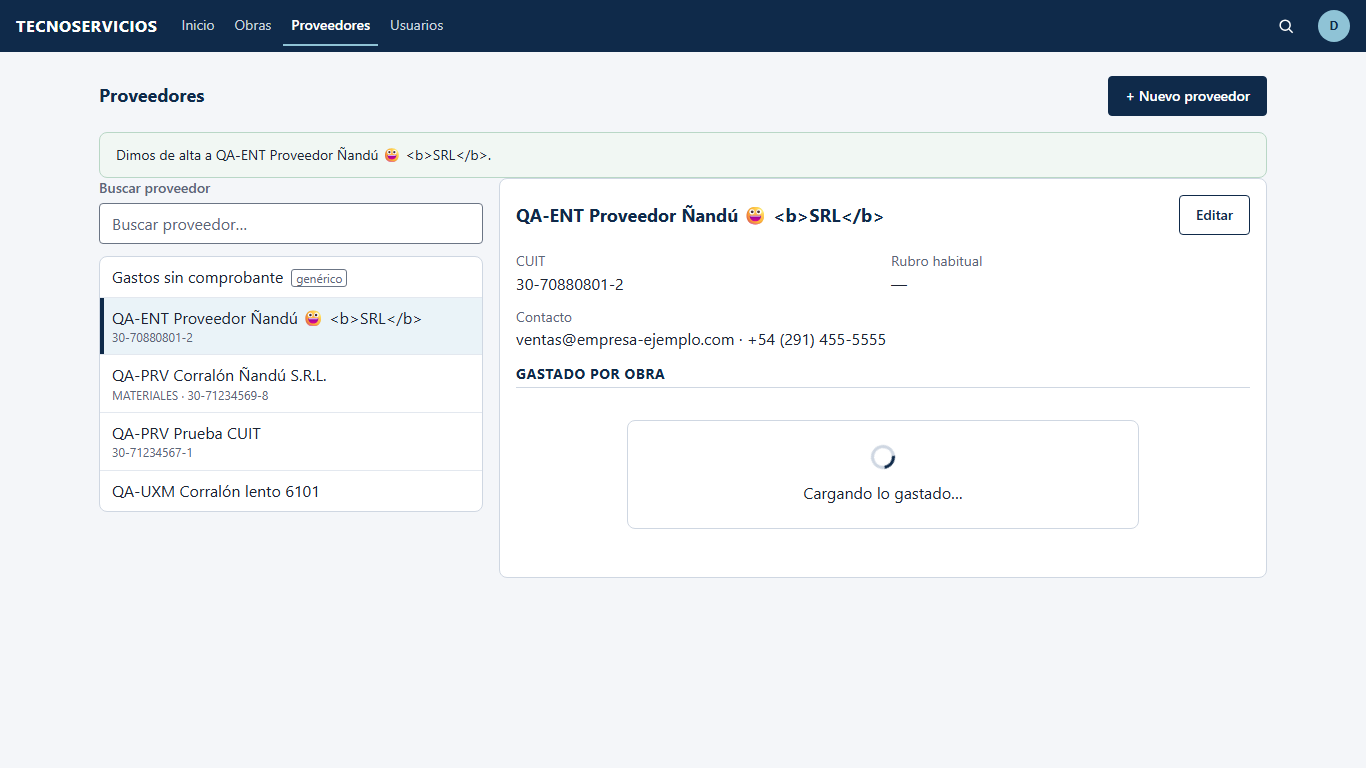 TECNOSERVICIOS Inicio Obras Proveedores Usuarios D
Proveedores
+ Nuevo proveedor
Dimos de alta a QA-ENT Proveedor Ñandú 😀 <b>SRL</b>.
Buscar proveedor
Buscar proveedor...
Gastos sin comprobante genérico
QA-ENT Proveedor Ñandú 😀 <b>SRL</b>
30-70880801-2
QA-PRV Corralón Ñandú S.R.L.
MATERIALES · 30-71234569-8
QA-PRV Prueba CUIT
30-71234567-1
QA-UXM Corralón lento 6101
QA-ENT Proveedor Ñandú 😀 <b>SRL</b>
Editar
CUIT
30-70880801-2
Rubro habitual
—
Contacto
ventas@empresa-ejemplo.com · +54 (291) 455-5555
GASTADO POR OBRA
Cargando lo gastado...